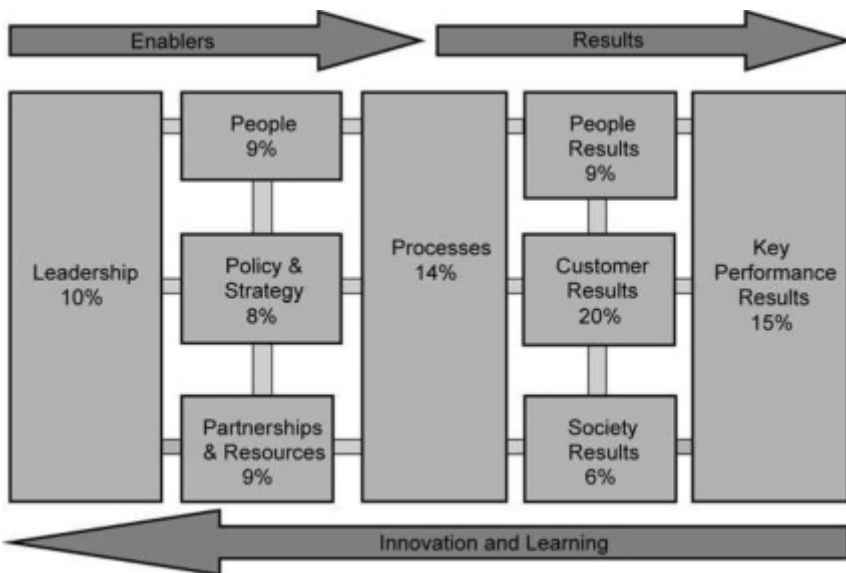 Enablers
Results
Leadership
10%
People
9%
Policy &
Strategy
8%
Partnerships
& Resources
9%
Processes
14%
People
Results
9%
Customer
Results
20%
Society
Results
6%
Key
Performance
Results
15%
Innovation and Learning